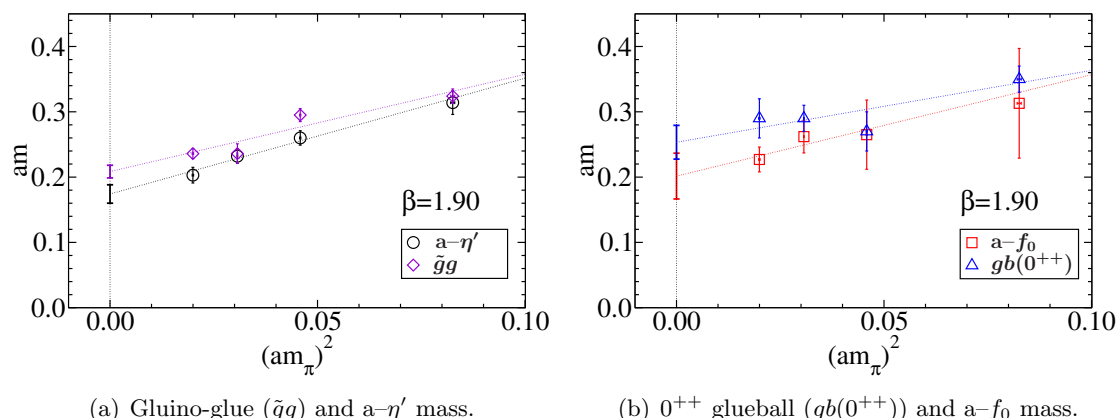 0.4
0.3
0.2
0.1
0.0
am
0.00 0.05 0.10
(am_π)^2
β=1.90
a–η′
g̃g
(a) Gluino-glue (g̃g) and a–η′ mass.
0.4
0.3
0.2
0.1
0.0
am
0.00 0.05 0.10
(am_π)^2
β=1.90
a–f₀
gb(0⁺⁺)
(b) 0⁺⁺ glueball (gb(0⁺⁺)) and a–f₀ mass.